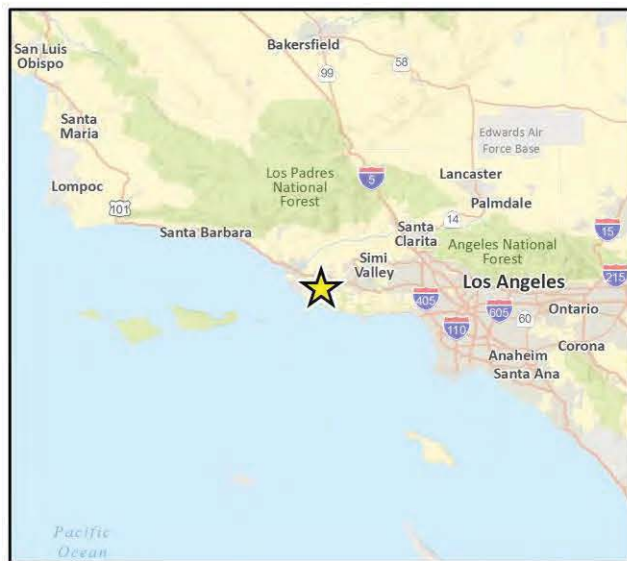 San Luis
Obispo
Bakersfield
99
58
Santa
Maria
Edwards Air
Force Base
Lompoc
Los Padres
National
Forest
5
Lancaster
101
14
Palmdale
Santa Barbara
Santa
Clarita
15
Simi
Valley
Angeles National
Forest
Los Angeles
215
405
605
60
Ontario
110
Anaheim
Corona
Santa Ana
Pacific
Ocean